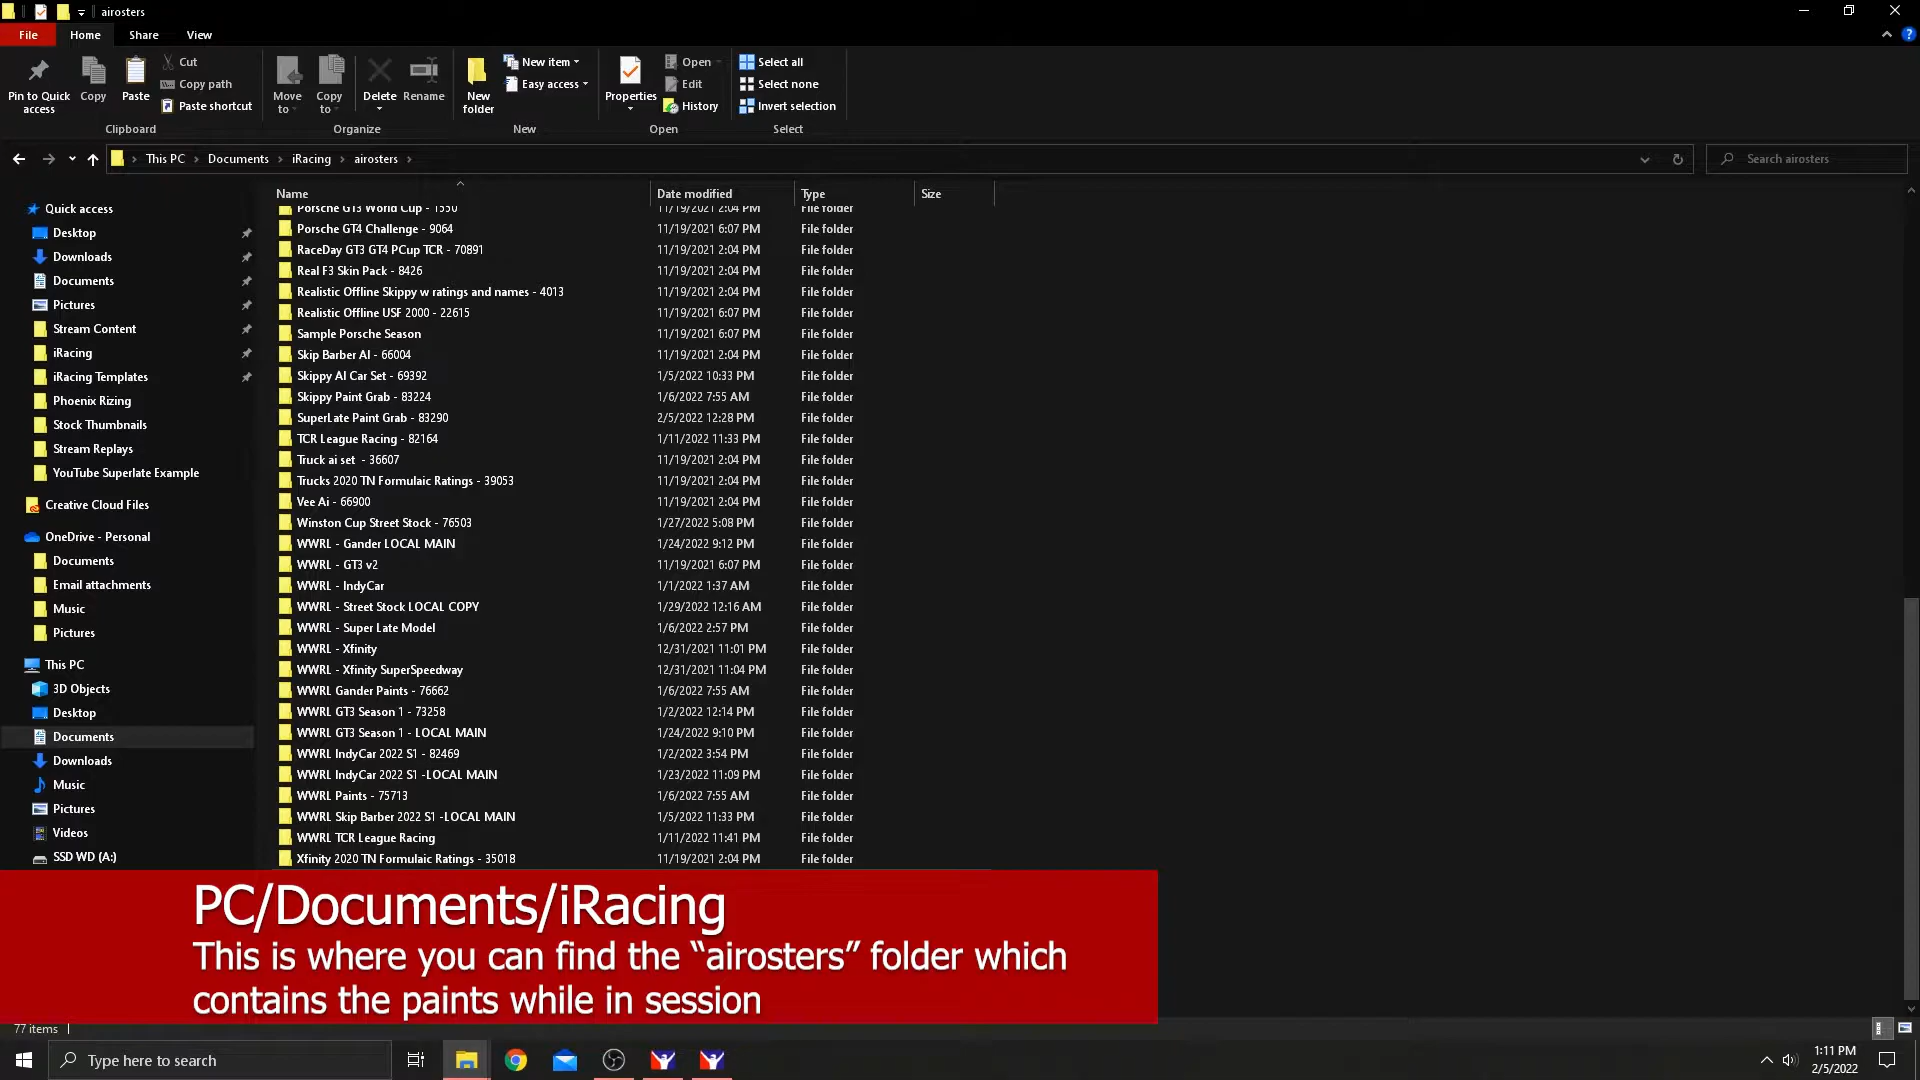 airosters
File Home Share View
Pin to Quick access
Copy
Paste
Cut
Copy path
Paste shortcut
Clipboard
Move to
Copy to
Delete
Rename
Organize
New folder
New item
Easy access
New
Properties
Open
Edit
History
Open
Select all
Select none
Invert selection
Select
This PC > Documents > iRacing > airosters >
Search airosters
Name Date modified Type Size
Quick access
Desktop
Downloads
Documents
Pictures
Stream Content
iRacing
iRacing Templates
Phoenix Rizing
Stock Thumbnails
Stream Replays
YouTube Superlate Example
Creative Cloud Files
OneDrive - Personal
Documents
Email attachments
Music
Pictures
This PC
3D Objects
Desktop
Documents
Downloads
Music
Pictures
Videos
SSD WD (A:)
Porsche GT3 World Cup - 1550 11/19/2021 2:04 PM File folder
Porsche GT4 Challenge - 9064 11/19/2021 6:07 PM File folder
RaceDay GT3 GT4 PCup TCR - 70891 11/19/2021 2:04 PM File folder
Real F3 Skin Pack - 8426 11/19/2021 2:04 PM File folder
Realistic Offline Skippy w ratings and names - 4013 11/19/2021 2:04 PM File folder
Realistic Offline USF 2000 - 22615 11/19/2021 6:07 PM File folder
Sample Porsche Season 11/19/2021 6:07 PM File folder
Skip Barber AI - 66004 11/19/2021 2:04 PM File folder
Skippy AI Car Set - 69392 1/5/2022 10:33 PM File folder
Skippy Paint Grab - 83224 1/6/2022 7:55 AM File folder
SuperLate Paint Grab - 83290 2/5/2022 12:28 PM File folder
TCR League Racing - 82164 1/11/2022 11:33 PM File folder
Truck ai set - 36607 11/19/2021 2:04 PM File folder
Trucks 2020 TN Formulaic Ratings - 39053 11/19/2021 2:04 PM File folder
Vee Ai - 66900 11/19/2021 2:04 PM File folder
Winston Cup Street Stock - 76503 1/27/2022 5:08 PM File folder
WWRL - Gander LOCAL MAIN 1/24/2022 9:12 PM File folder
WWRL - GT3 v2 11/19/2021 6:07 PM File folder
WWRL - IndyCar 1/1/2022 1:37 AM File folder
WWRL - Street Stock LOCAL COPY 1/29/2022 12:16 AM File folder
WWRL - Super Late Model 1/6/2022 2:57 PM File folder
WWRL - Xfinity 12/31/2021 11:01 PM File folder
WWRL - Xfinity SuperSpeedway 12/31/2021 11:04 PM File folder
WWRL Gander Paints - 76662 1/6/2022 7:55 AM File folder
WWRL GT3 Season 1 - 73258 1/2/2022 12:14 PM File folder
WWRL GT3 Season 1 - LOCAL MAIN 1/24/2022 9:10 PM File folder
WWRL IndyCar 2022 S1 - 82469 1/2/2022 3:54 PM File folder
WWRL IndyCar 2022 S1 -LOCAL MAIN 1/23/2022 11:09 PM File folder
WWRL Paints - 75713 1/6/2022 7:55 AM File folder
WWRL Skip Barber 2022 S1 -LOCAL MAIN 1/5/2022 11:33 PM File folder
WWRL TCR League Racing 1/11/2022 11:41 PM File folder
Xfinity 2020 TN Formulaic Ratings - 35018 11/19/2021 2:04 PM File folder
PC/Documents/iRacing
This is where you can find the “airosters” folder which
contains the paints while in session
77 items
Type here to search
1:11 PM
2/5/2022